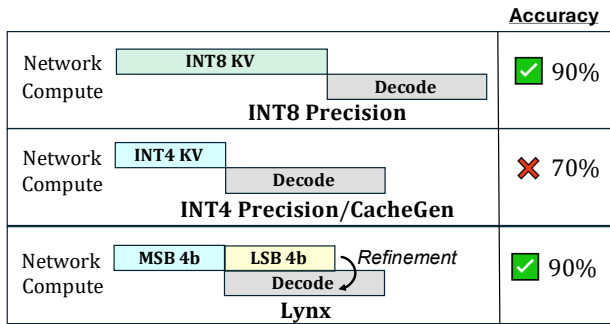 Accuracy
Network INT8 KV
Compute Decode
INT8 Precision
✅ 90%
Network INT4 KV
Compute Decode
INT4 Precision/CacheGen
❌ 70%
Network MSB 4b LSB 4b Refinement
Compute Decode
Lynx
✅ 90%